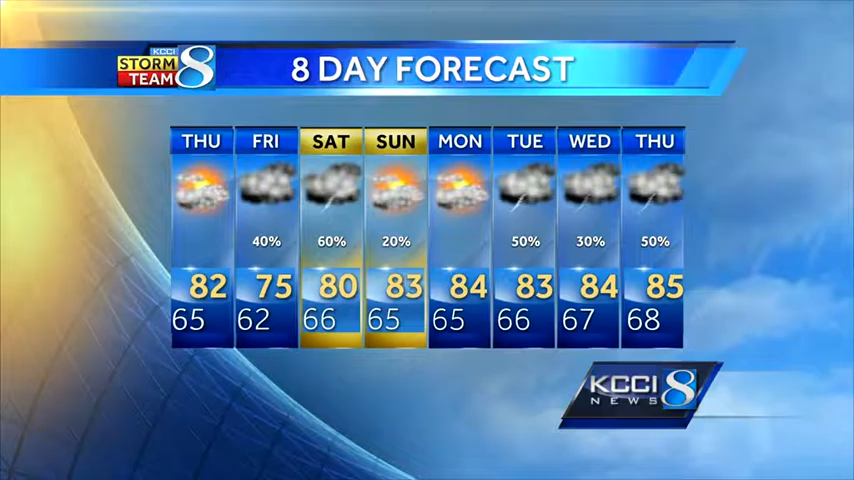 KCCI
STORM
TEAM 8
8 DAY FORECAST
THU FRI SAT SUN MON TUE WED THU
40% 60% 20% 50% 30% 50%
82 75 80 83 84 83 84 85
65 62 66 65 65 66 67 68
KCCI 8
NEWS